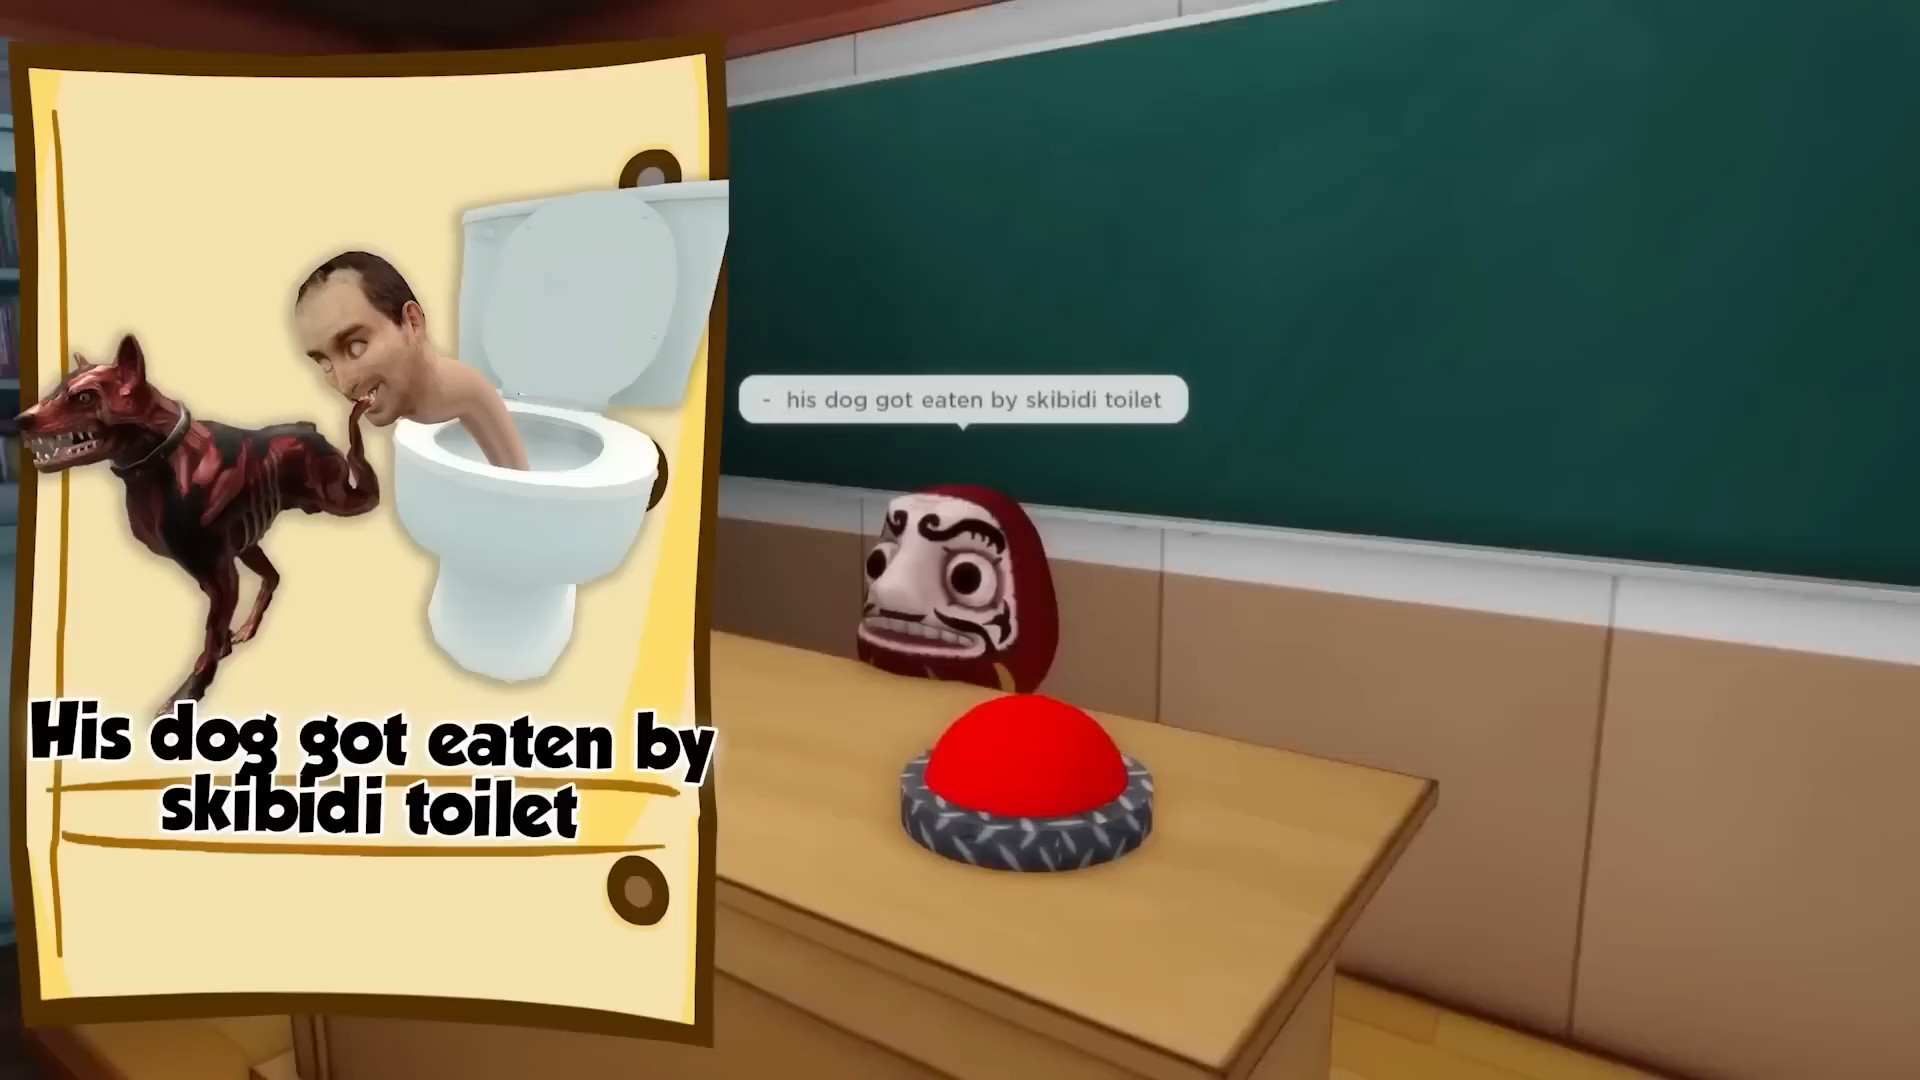 His dog got eaten by
skibidi toilet
- his dog got eaten by skibidi toilet